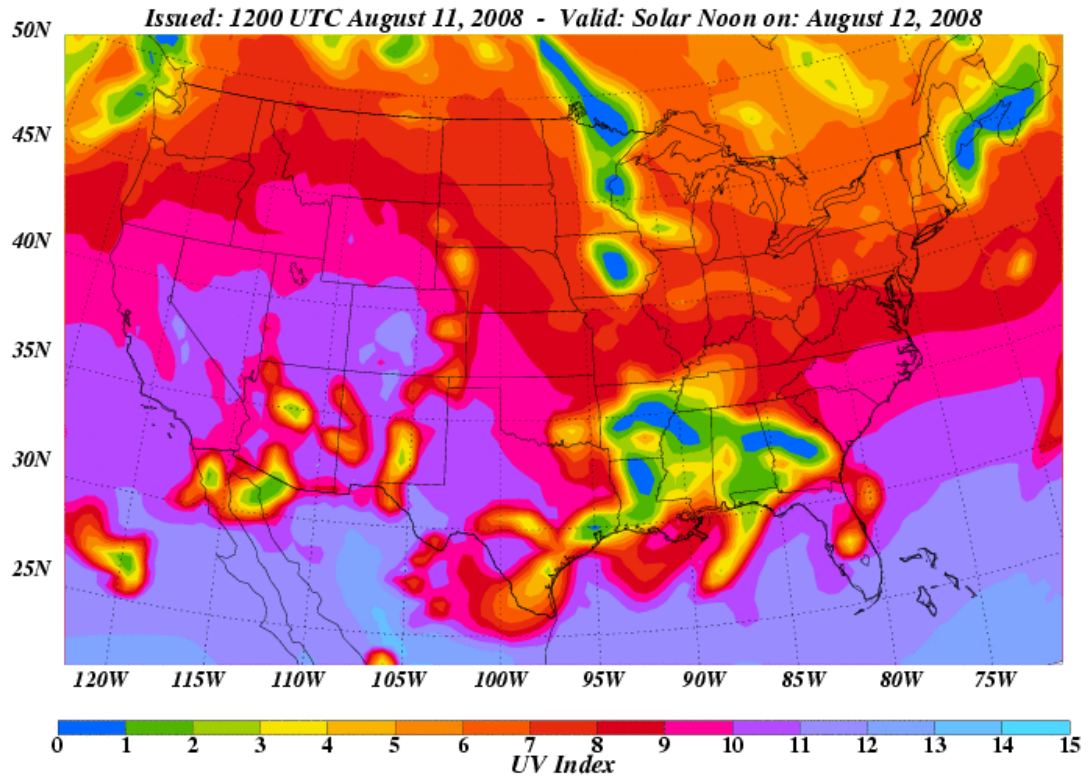 Issued: 1200 UTC August 11, 2008 - Valid: Solar Noon on: August 12, 2008
50N
45N
40N
35N
30N
25N
120W 115W 110W 105W 100W 95W 90W 85W 80W 75W
0 1 2 3 4 5 6 7 8 9 10 11 12 13 14 15
UV Index